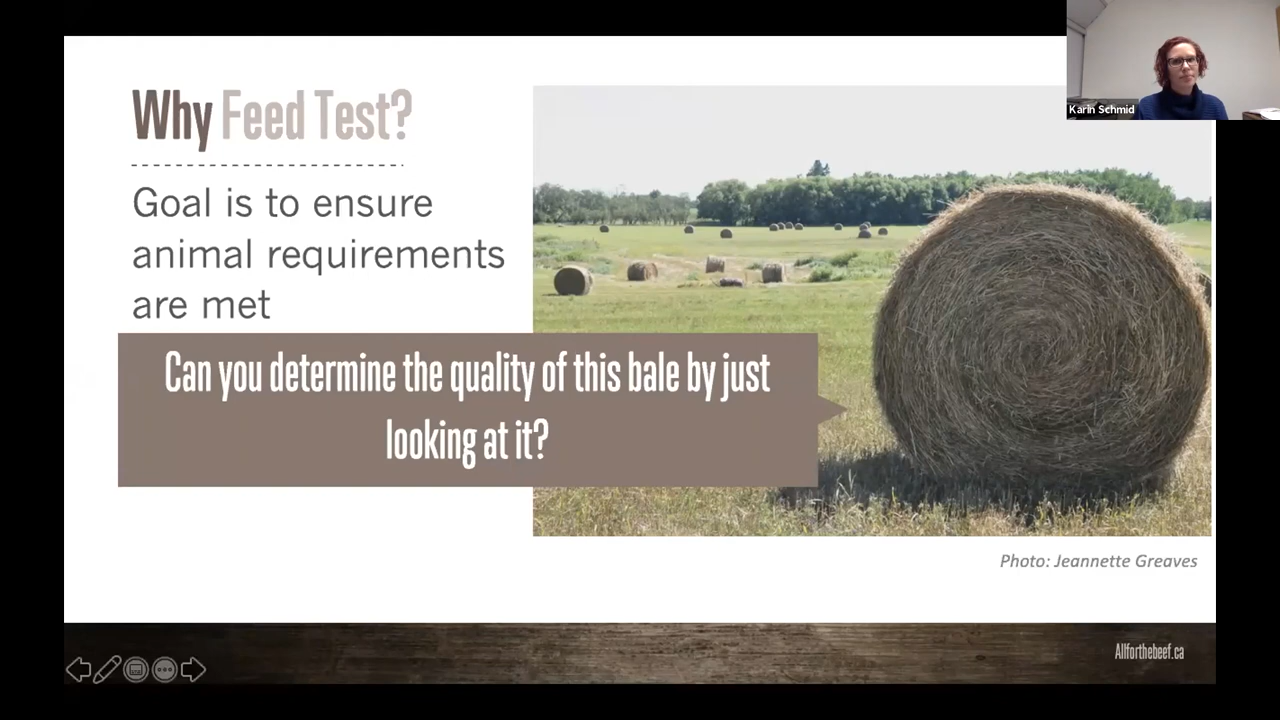 Why Feed Test?
Goal is to ensure
animal requirements
are met
Can you determine the quality of this bale by just
looking at it?
Karin Schmid
Photo: Jeannette Greaves
Allforthebeef.ca